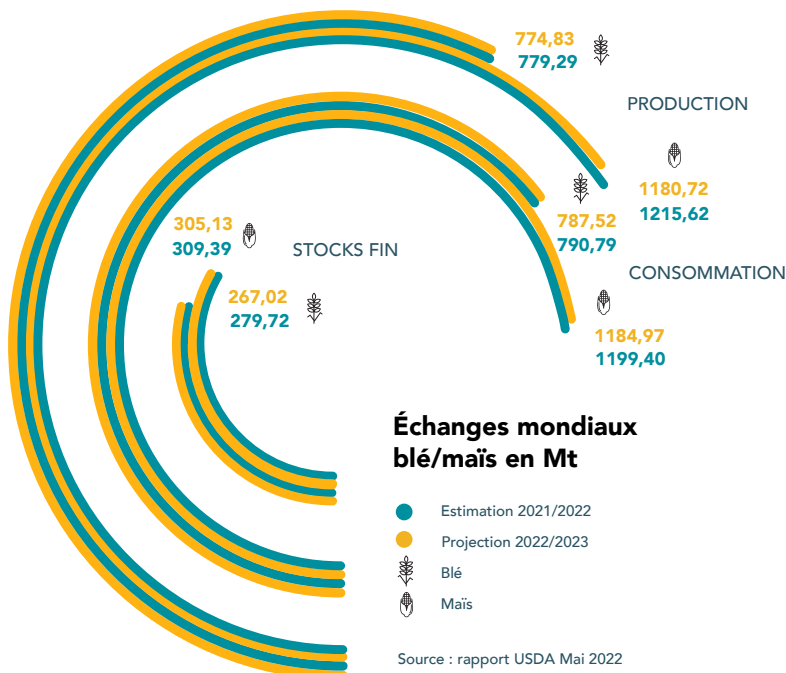 774,83
779,29
PRODUCTION
1180,72
1215,62
787,52
790,79
CONSOMMATION
1184,97
1199,40
305,13
309,39
STOCKS FIN
267,02
279,72
Échanges mondiaux
blé/maïs en Mt
Estimation 2021/2022
Projection 2022/2023
Blé
Maïs
Source : rapport USDA Mai 2022